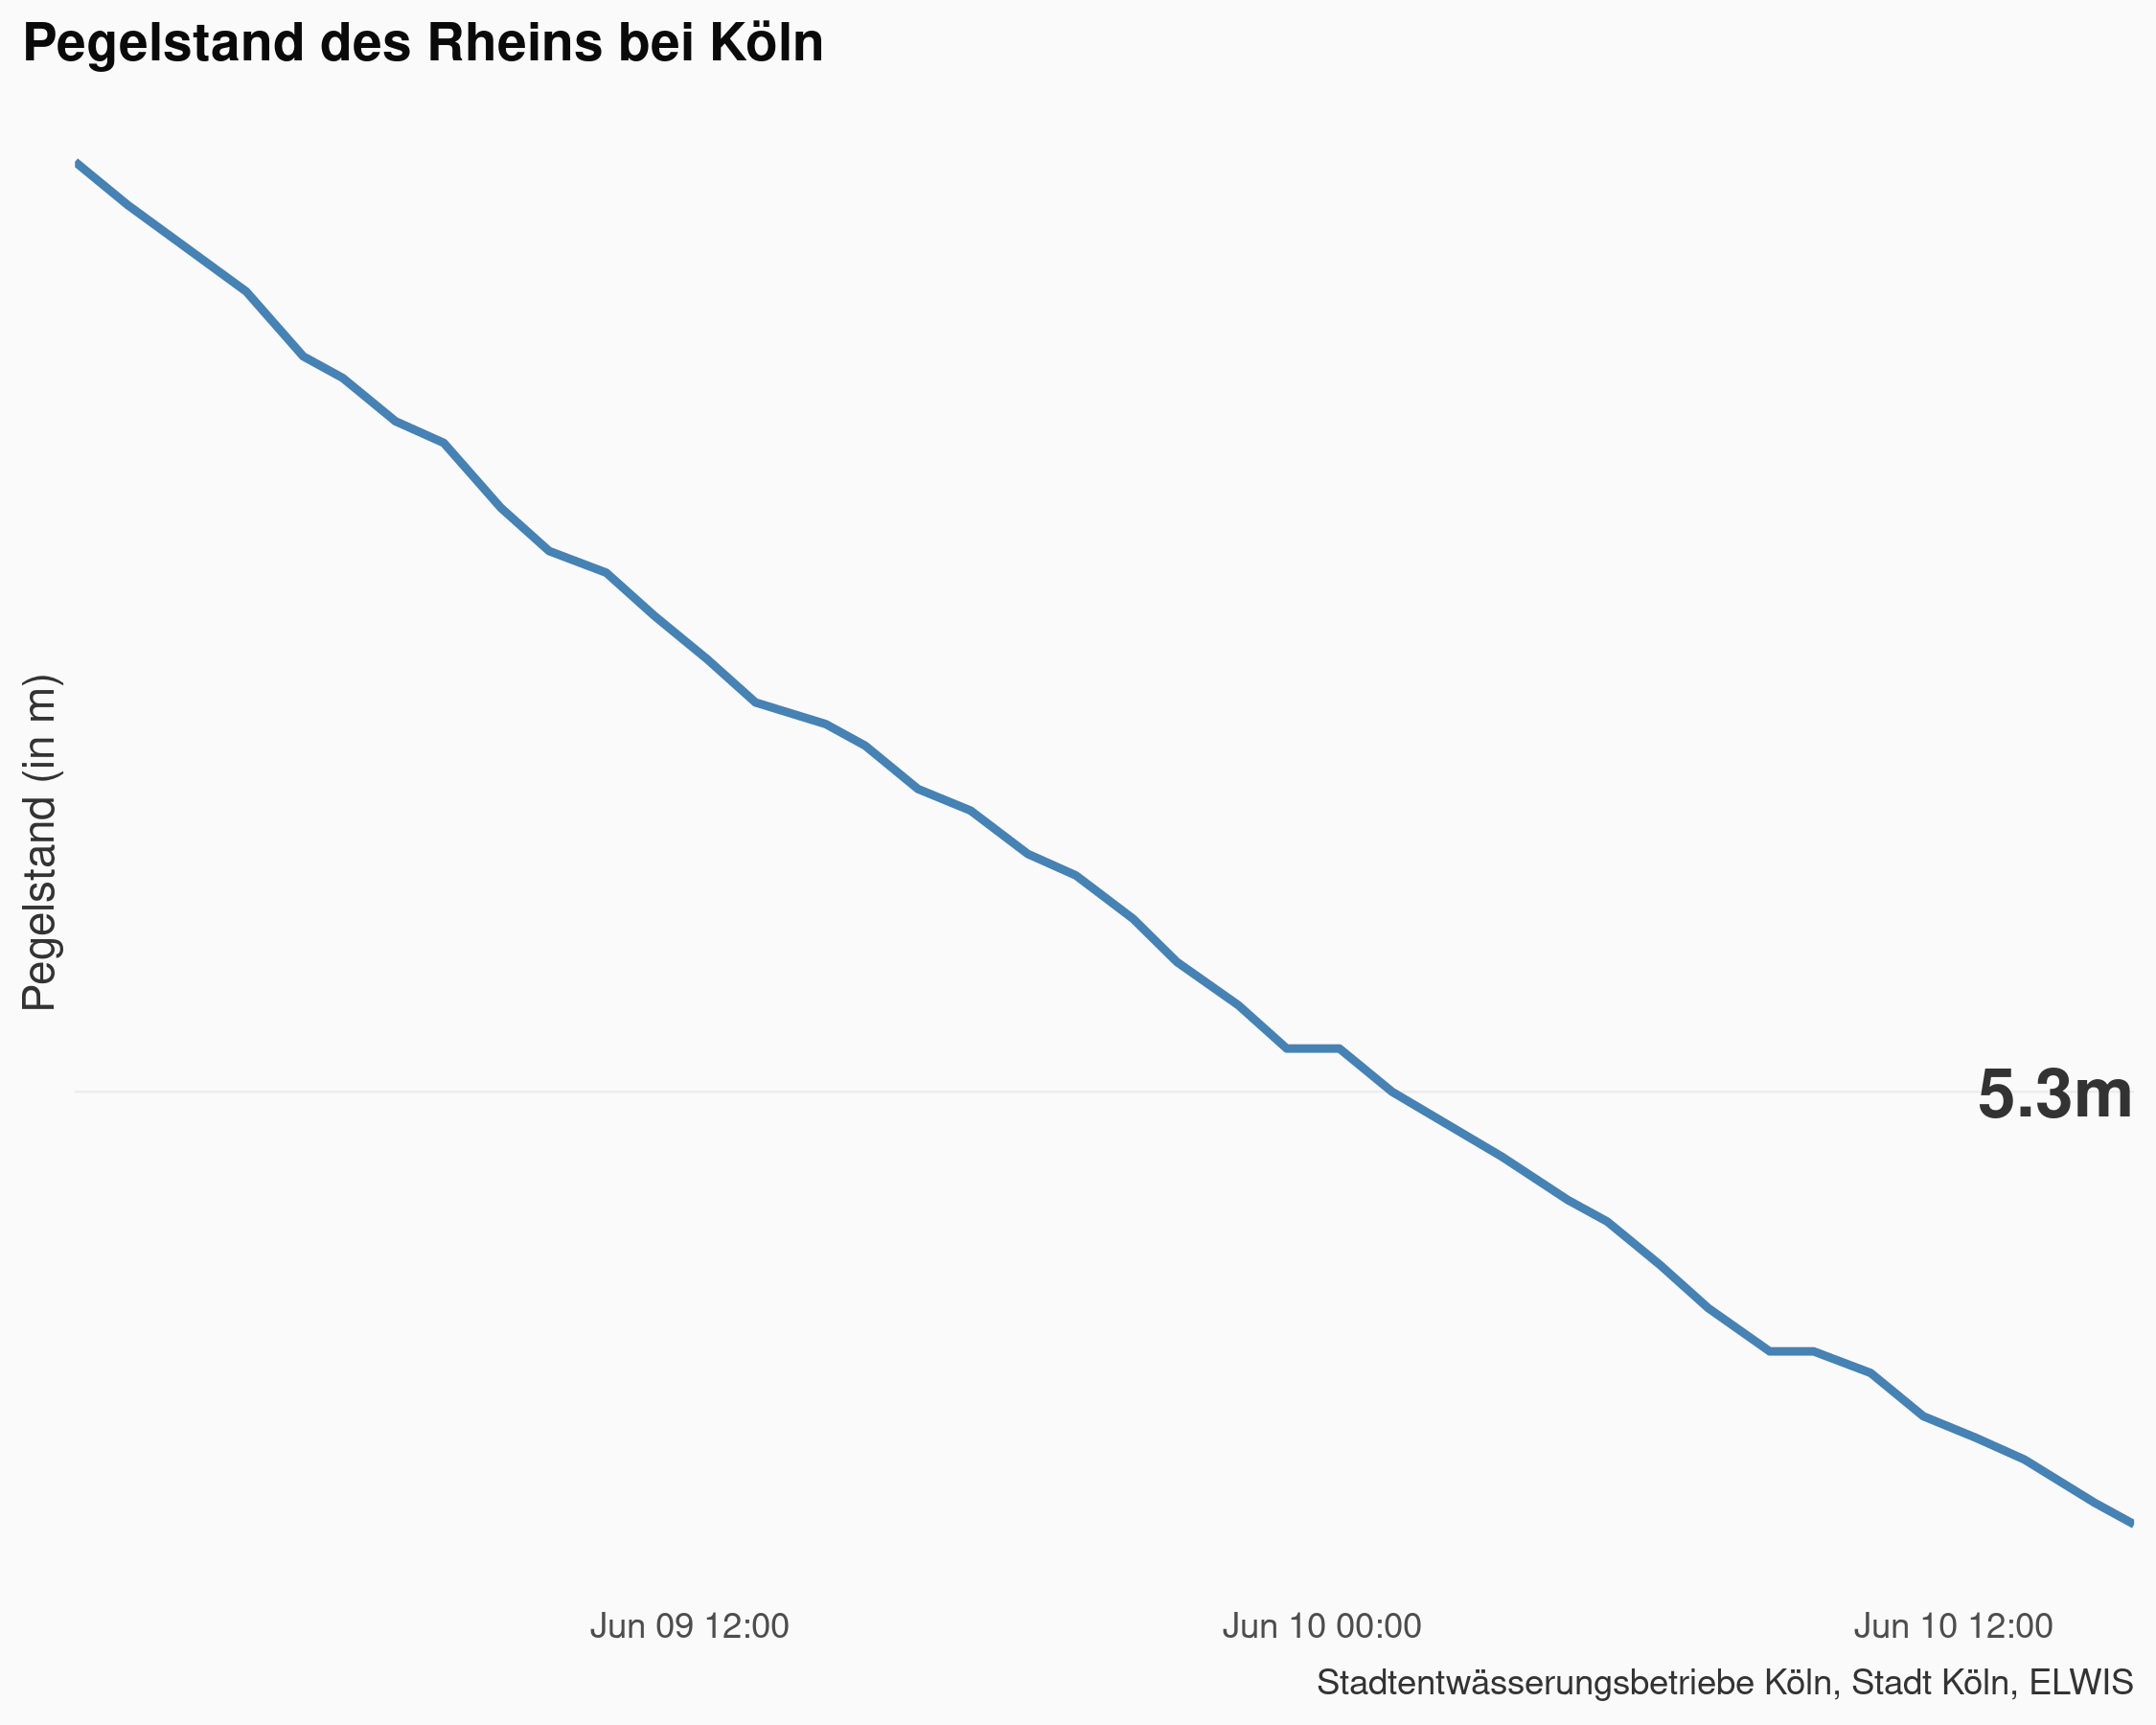 Pegelstand des Rheins bei Köln
Pegelstand (in m)
5.3m
Jun 09 12:00
Jun 10 00:00
Jun 10 12:00
Stadtentwässerungsbetriebe Köln, Stadt Köln, ELWIS